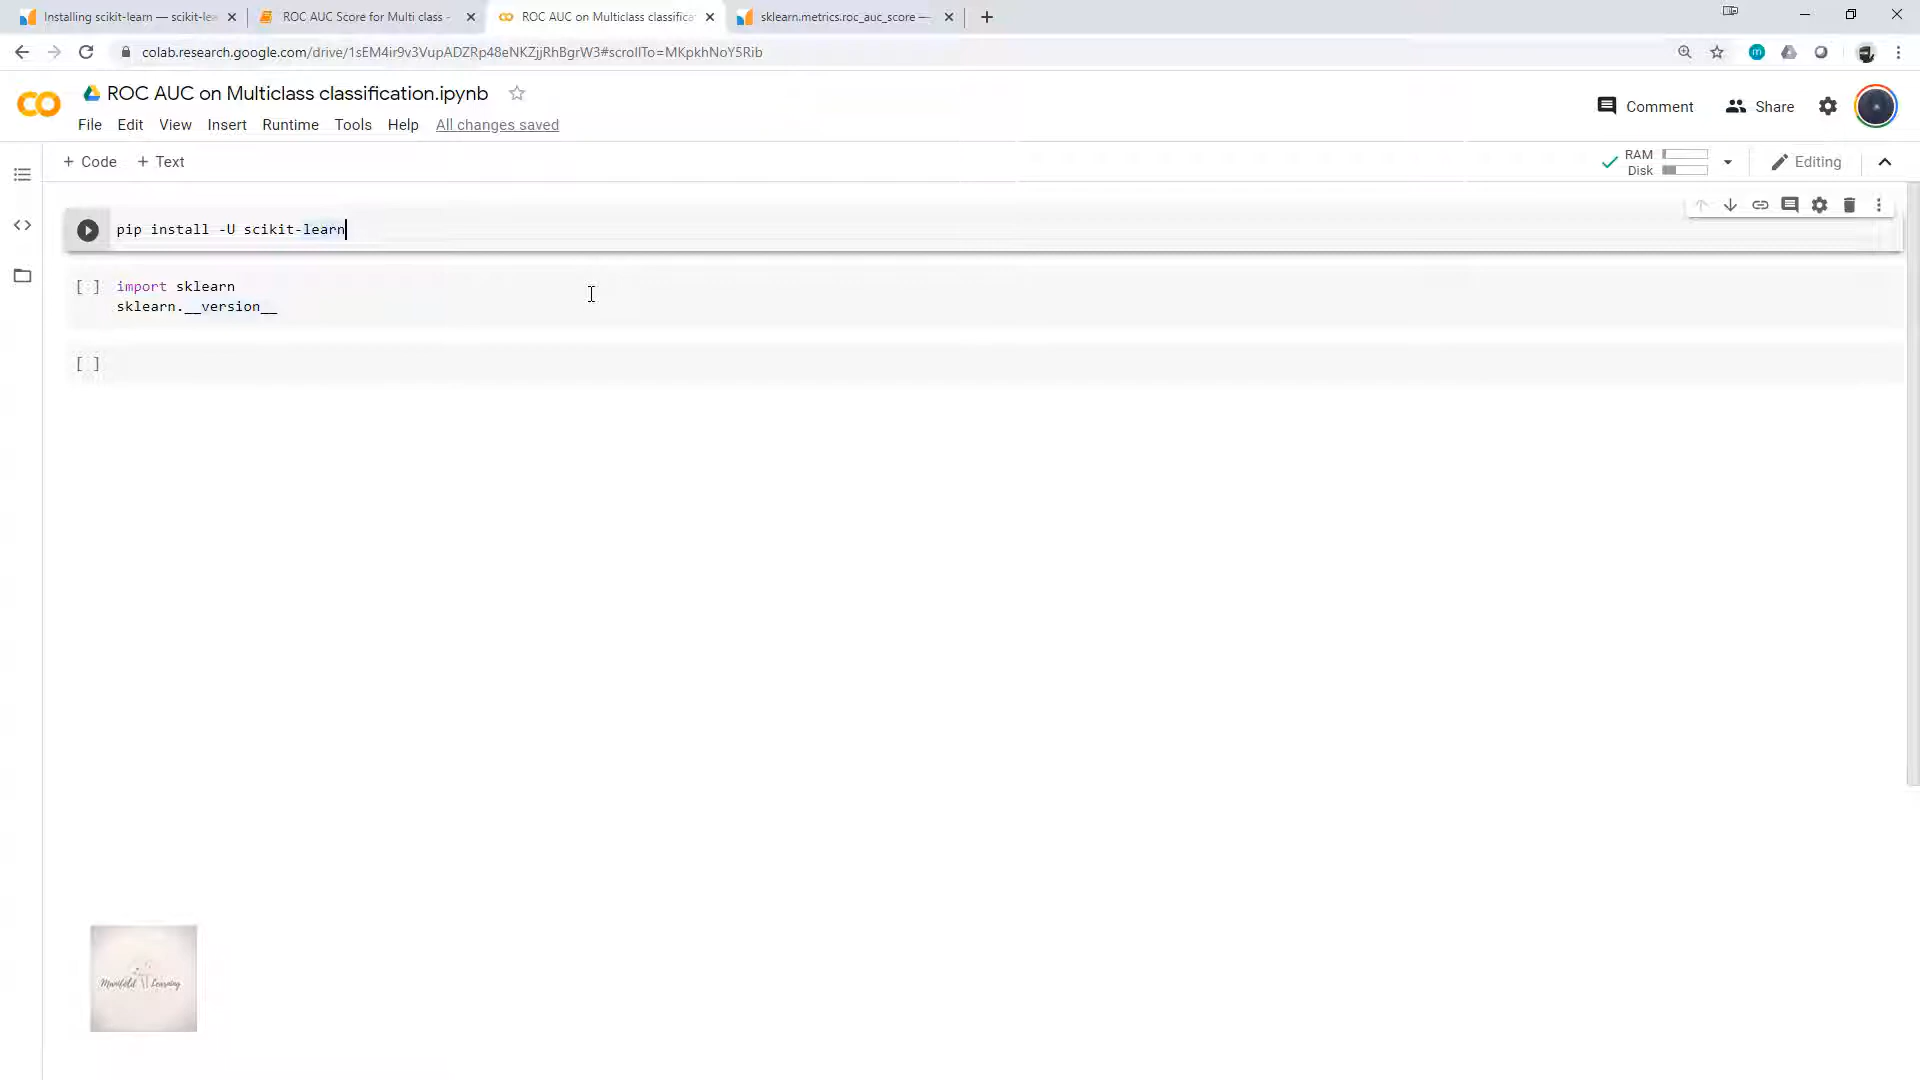 Installing scikit-learn — scikit-lea
ROC AUC Score for Multi class -
ROC AUC on Multiclass classifica
sklearn.metrics.roc_auc_score —
colab.research.google.com/drive/1sEM4ir9v3VupADZRp48eNKZjjRhBgrW3#scrollTo=MKpkhNoY5Rib
m
CO
ROC AUC on Multiclass classification.ipynb
Comment
Share
File Edit View Insert Runtime Tools Help All changes saved
+ Code + Text
RAM
Disk
Editing
pip install -U scikit-learn
[ ] import sklearn
sklearn.__version__
[ ]
Manifold Learning